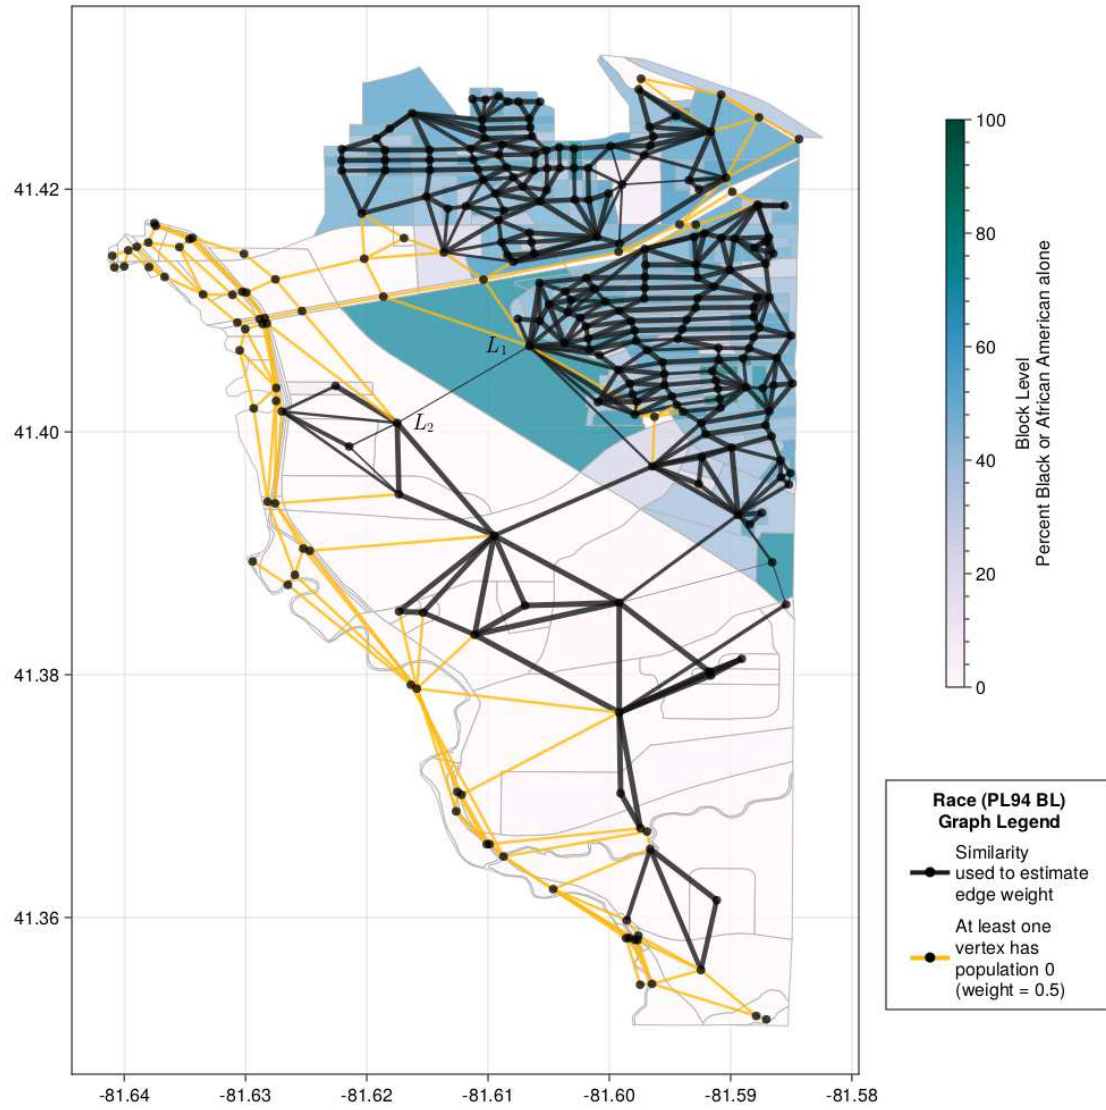 41.42
41.40
41.38
41.36
-81.64
-81.63
-81.62
-81.61
-81.60
-81.59
-81.58
L₁
L₂
100
80
60
40
20
0
Block Level
Percent Black or African American alone
Race (PL94 BL)
Graph Legend
Similarity
used to estimate
edge weight
At least one
vertex has
population 0
(weight = 0.5)